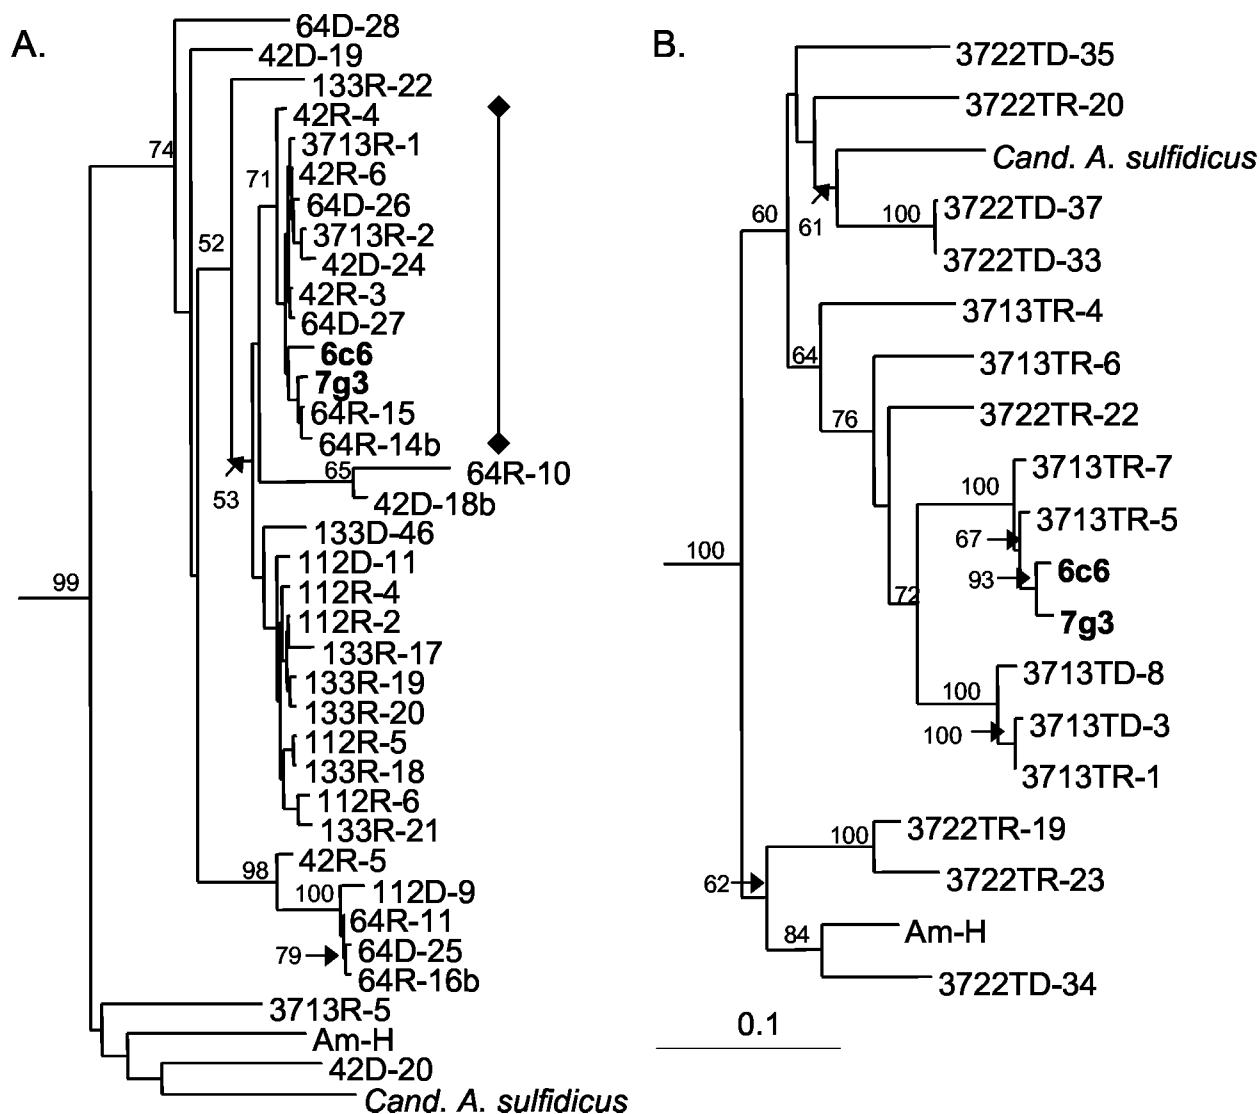 A.
64D-28
42D-19
133R-22
42R-4
3713R-1
42R-6
64D-26
3713R-2
42D-24
42R-3
64D-27
6c6
7g3
64R-15
64R-14b
64R-10
42D-18b
133D-46
112D-11
112R-4
112R-2
133R-17
133R-19
133R-20
112R-5
133R-18
112R-6
133R-21
42R-5
112D-9
64R-11
64D-25
64R-16b
3713R-5
Am-H
42D-20
Cand. A. sulfidicus
74
71
52
65
53
99
98
100
79
B.
3722TD-35
3722TR-20
Cand. A. sulfidicus
3722TD-37
3722TD-33
3713TR-4
3713TR-6
3722TR-22
3713TR-7
3713TR-5
6c6
7g3
3713TD-8
3713TD-3
3713TR-1
3722TR-19
3722TR-23
Am-H
3722TD-34
60
61
100
64
76
100
67
93
100
72
100
100
100
62
84
0.1